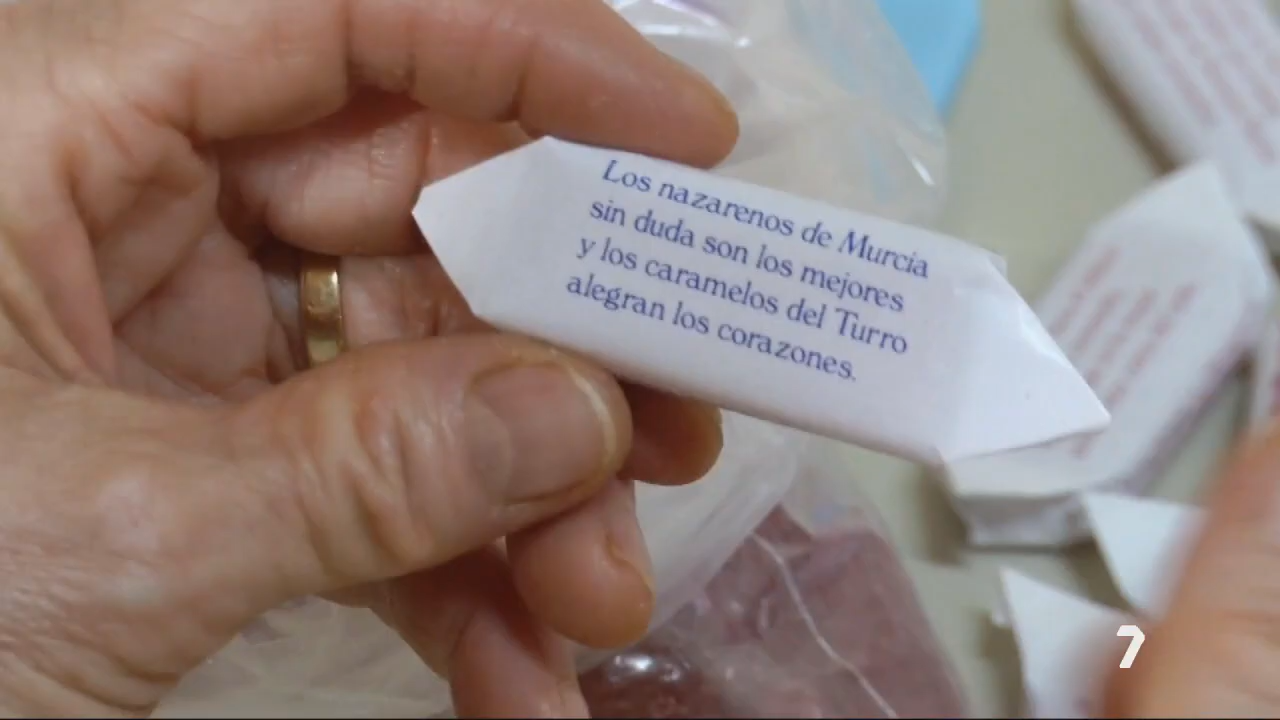 Los nazarenos de Murcia
sin duda son los mejores
y los caramelos del Turro
alegran los corazones.
7